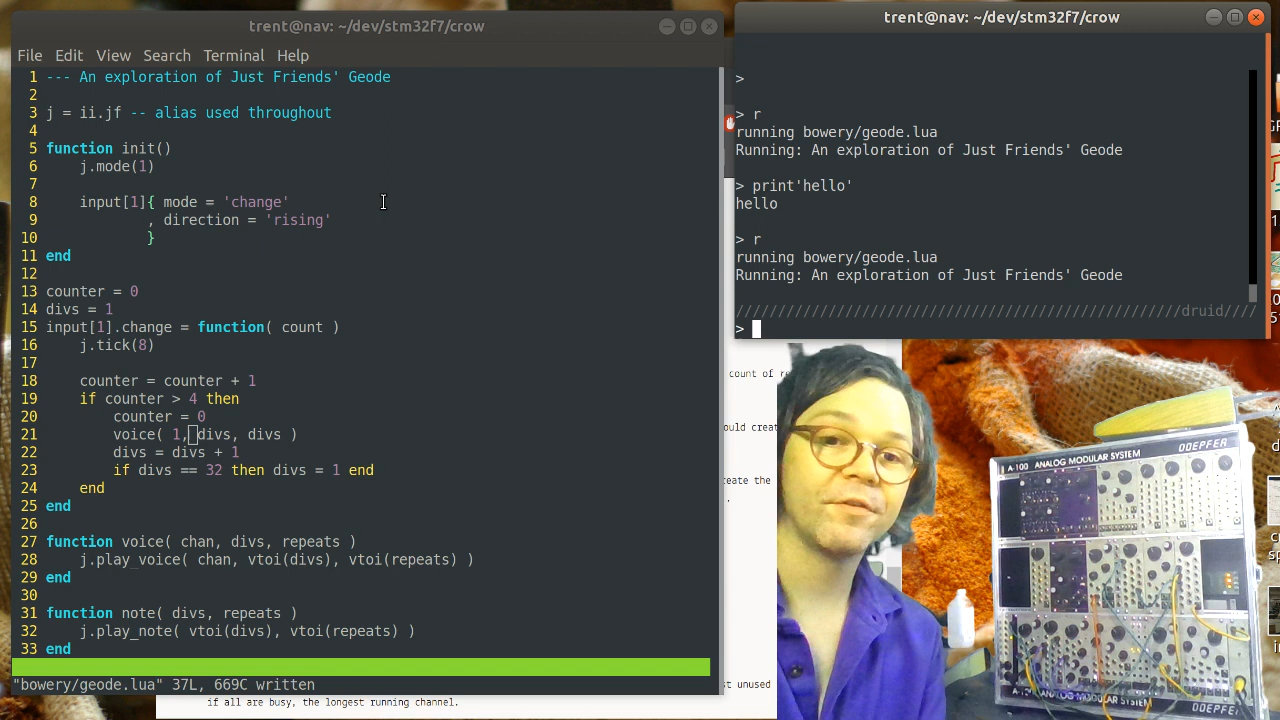 trent@nav: ~/dev/stm32f7/crow
File Edit View Search Terminal Help
1 --- An exploration of Just Friends' Geode
2
3 j = ii.jf -- alias used throughout
4
5 function init()
6 j.mode(1)
7
8 input[1]{ mode = 'change'
9 , direction = 'rising'
10 }
11 end
12
13 counter = 0
14 divs = 1
15 input[1].change = function( count )
16 j.tick(8)
17
18 counter = counter + 1
19 if counter > 4 then
20 counter = 0
21 voice( 1, divs, divs )
22 divs = divs + 1
23 if divs == 32 then divs = 1 end
24 end
25 end
26
27 function voice( chan, divs, repeats )
28 j.play_voice( chan, vtoi(divs), vtoi(repeats) )
29 end
30
31 function note( divs, repeats )
32 j.play_note( vtoi(divs), vtoi(repeats) )
33 end
"bowery/geode.lua" 37L, 669C written
trent@nav: ~/dev/stm32f7/crow
>
> r
running bowery/geode.lua
Running: An exploration of Just Friends' Geode
> print'hello'
hello
> r
running bowery/geode.lua
Running: An exploration of Just Friends' Geode
//////////////////////////////////////////////////////druid////
>
count of
eate the
st unused
if all are busy, the longest running channel.
A-100 ANALOG MODULAR SYSTEM DOEPFER
ANALOG MODULAR SYSTEM DOEPFER